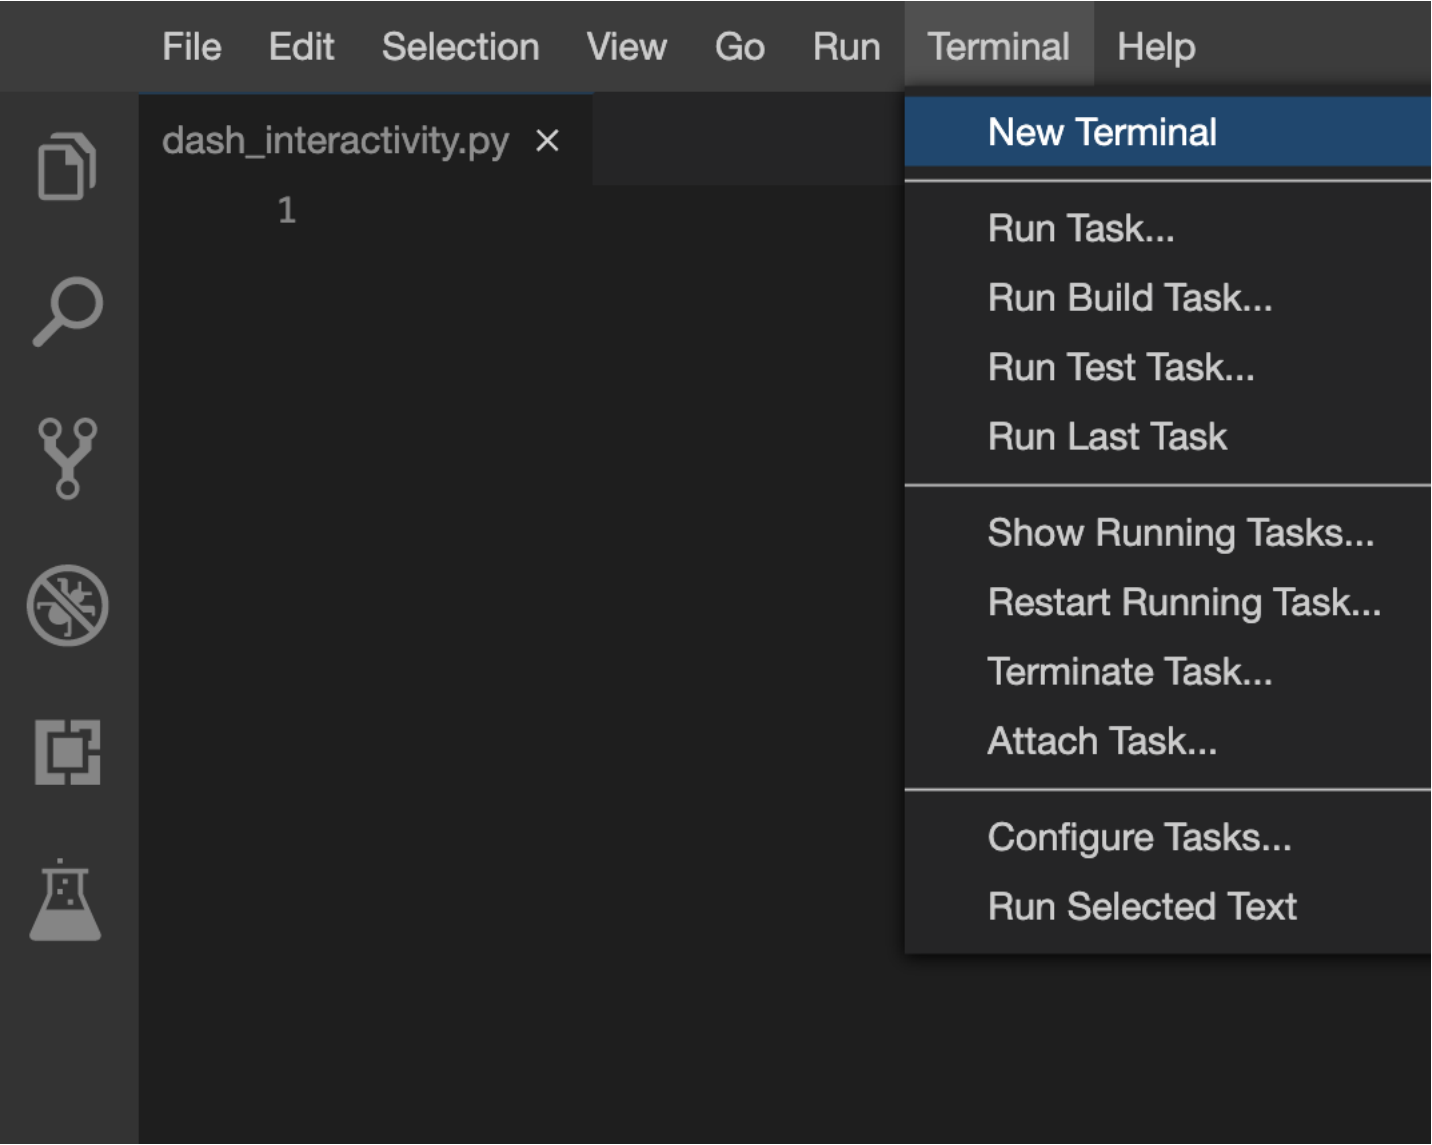 File Edit Selection View Go Run Terminal Help
dash_interactivity.py ×
1
New Terminal
Run Task...
Run Build Task...
Run Test Task...
Run Last Task
Show Running Tasks...
Restart Running Task...
Terminate Task...
Attach Task...
Configure Tasks...
Run Selected Text